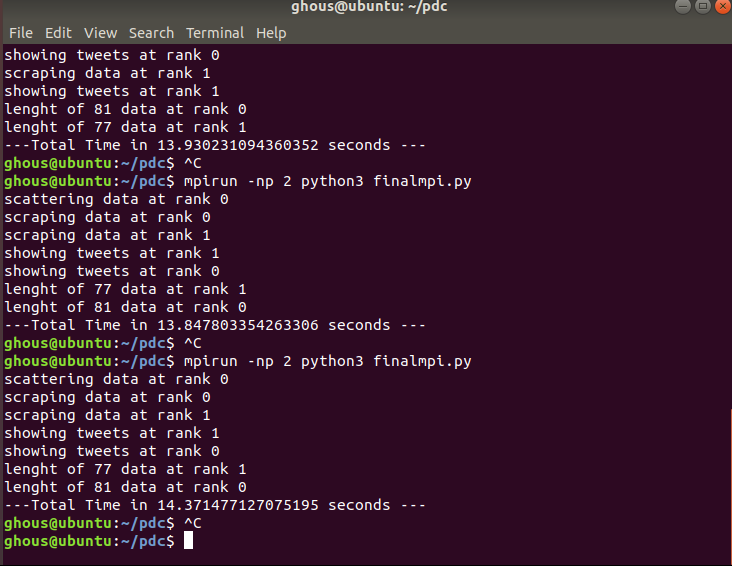 ghous@ubuntu: ~/pdc
File Edit View Search Terminal Help
showing tweets at rank 0
scraping data at rank 1
showing tweets at rank 1
lenght of 81 data at rank 0
lenght of 77 data at rank 1
---Total Time in 13.930231094360352 seconds ---
ghous@ubuntu:~/pdc$ ^C
ghous@ubuntu:~/pdc$ mpirun -np 2 python3 finalmpi.py
scattering data at rank 0
scraping data at rank 0
scraping data at rank 1
showing tweets at rank 1
showing tweets at rank 0
lenght of 77 data at rank 1
lenght of 81 data at rank 0
---Total Time in 13.847803354263306 seconds ---
ghous@ubuntu:~/pdc$ ^C
ghous@ubuntu:~/pdc$ mpirun -np 2 python3 finalmpi.py
scattering data at rank 0
scraping data at rank 0
scraping data at rank 1
showing tweets at rank 1
showing tweets at rank 0
lenght of 77 data at rank 1
lenght of 81 data at rank 0
---Total Time in 14.371477127075195 seconds ---
ghous@ubuntu:~/pdc$ ^C
ghous@ubuntu:~/pdc$